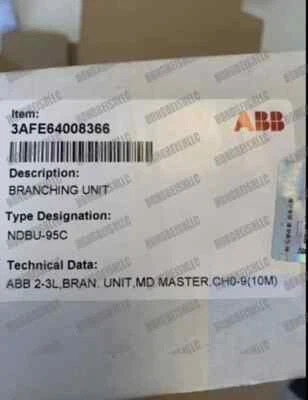 Item:
3AFE64008366
ABB
Description:
BRANCHING UNIT
Type Designation:
NDBU-95C
Technical Data:
ABB 2-3L,BRAN. UNIT,MD MASTER,CH0-9(10M)